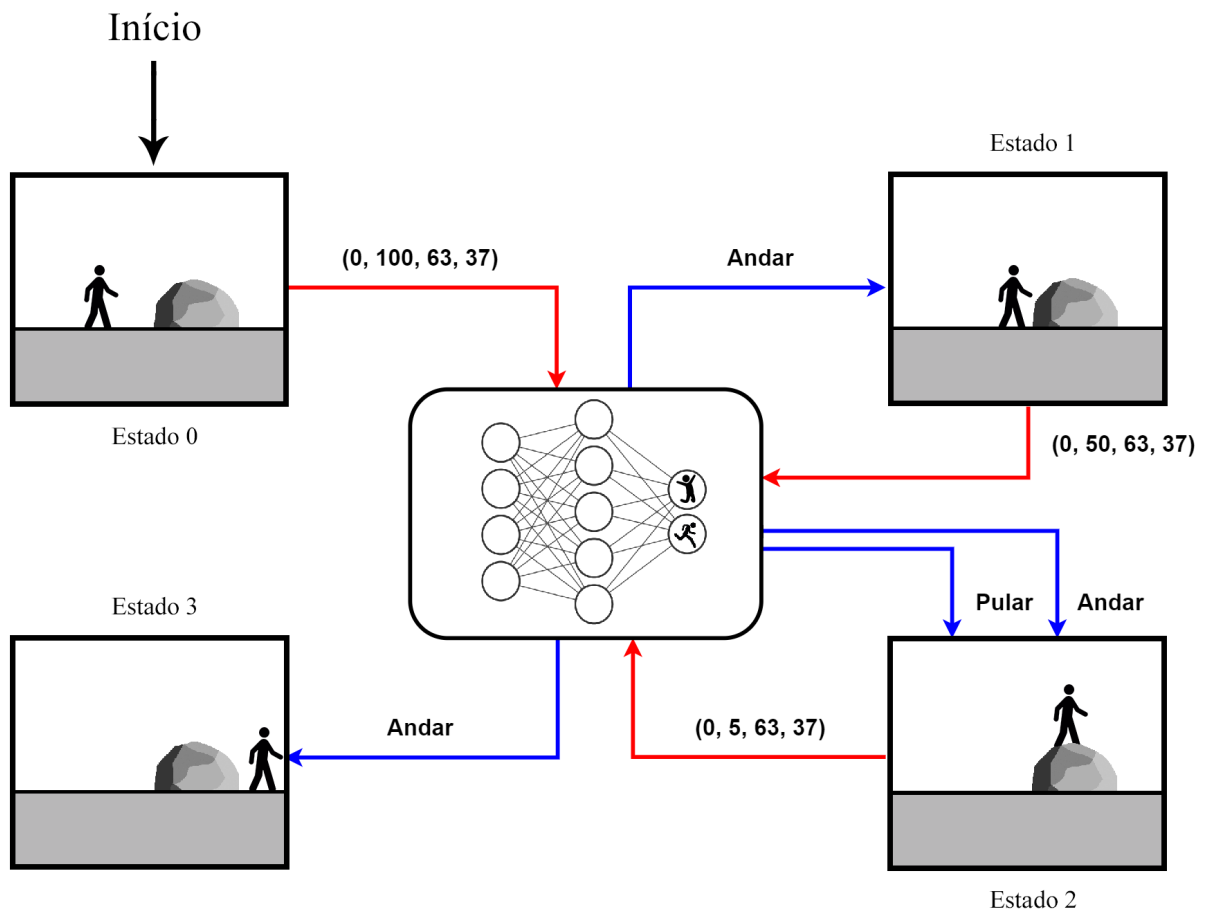 Início
Estado 1
(0, 100, 63, 37)
Andar
Estado 0
(0, 50, 63, 37)
Estado 3
Pular
Andar
Andar
(0, 5, 63, 37)
Estado 2